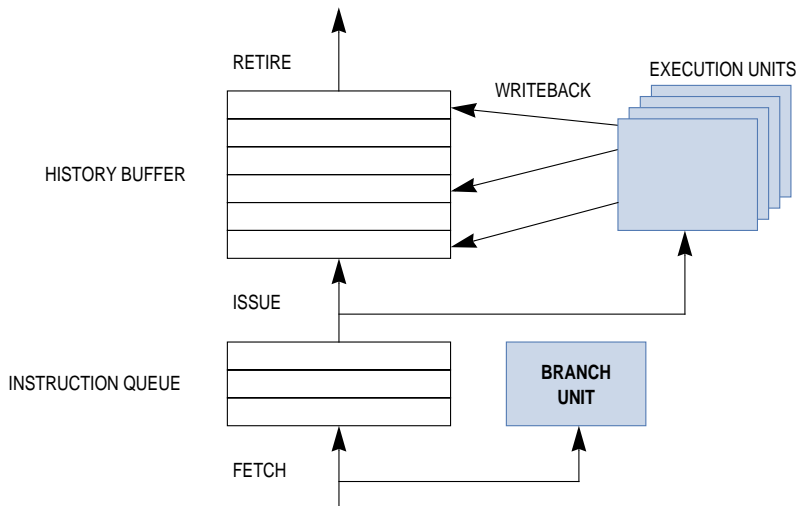 RETIRE
EXECUTION UNITS
WRITEBACK
HISTORY BUFFER
ISSUE
INSTRUCTION QUEUE
BRANCH
UNIT
FETCH